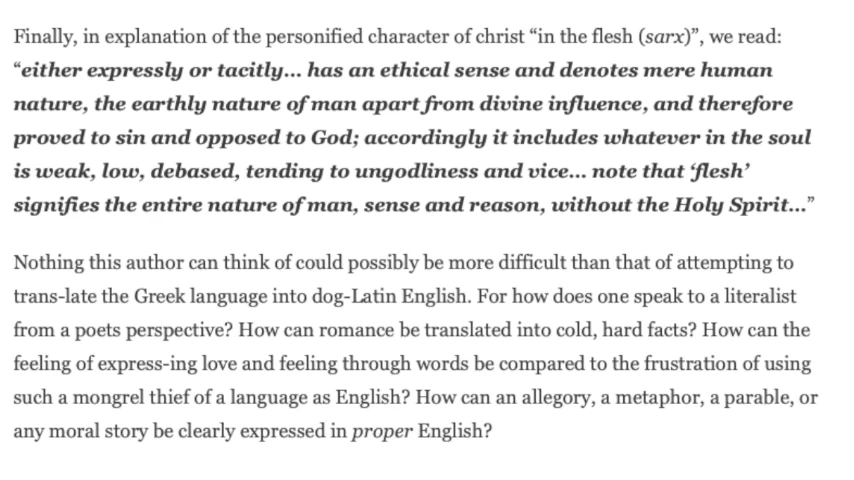 Finally, in explanation of the personified character of christ “in the flesh (sarx)”, we read:
“either expressly or tacitly... has an ethical sense and denotes mere human
nature, the earthly nature of man apart from divine influence, and therefore
proved to sin and opposed to God; accordingly it includes whatever in the soul
is weak, low, debased, tending to ungodliness and vice... note that ‘flesh’
signifies the entire nature of man, sense and reason, without the Holy Spirit...”
Nothing this author can think of could possibly be more difficult than that of attempting to
trans-late the Greek language into dog-Latin English. For how does one speak to a literalist
from a poets perspective? How can romance be translated into cold, hard facts? How can the
feeling of express-ing love and feeling through words be compared to the frustration of using
such a mongrel thief of a language as English? How can an allegory, a metaphor, a parable, or
any moral story be clearly expressed in proper English?